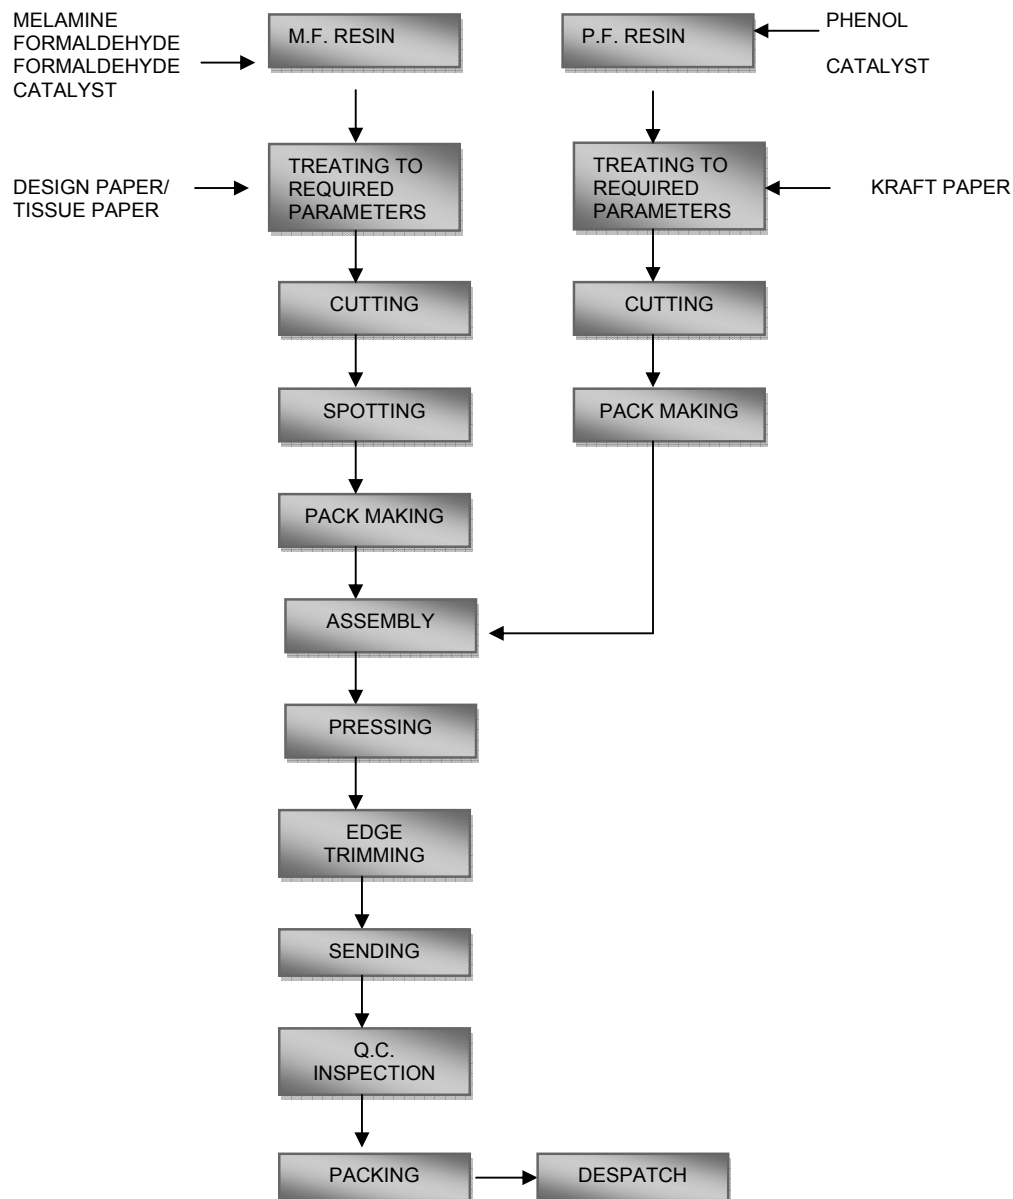 MELAMINE
FORMALDEHYDE
FORMALDEHYDE
CATALYST
M.F. RESIN
P.F. RESIN
PHENOL
CATALYST
DESIGN PAPER/
TISSUE PAPER
TREATING TO
REQUIRED
PARAMETERS
TREATING TO
REQUIRED
PARAMETERS
KRAFT PAPER
CUTTING
CUTTING
SPOTTING
PACK MAKING
PACK MAKING
ASSEMBLY
PRESSING
EDGE
TRIMMING
SENDING
Q.C.
INSPECTION
PACKING
DESPATCH